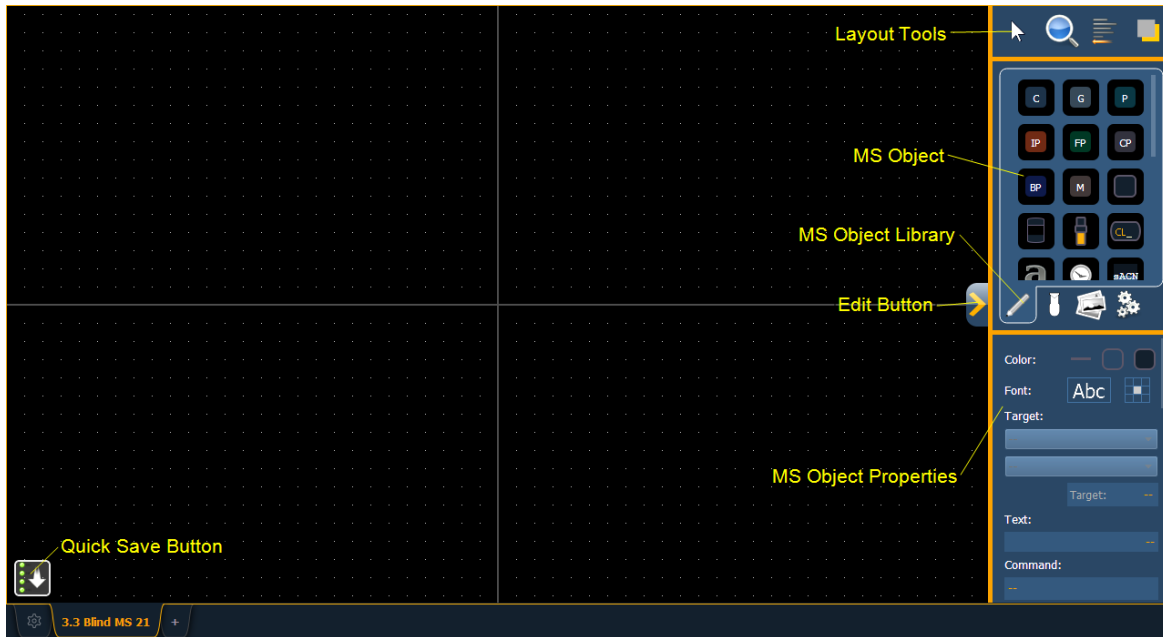 Layout Tools
C G P
MS Object
IP FP CP
BP M
MS Object Library
CL_
a sACN
Edit Button
Color:
Font: Abc
Target:
MS Object Properties
Target: --
Text:
--
Quick Save Button
Command:
--
3.3 Blind MS 21 +